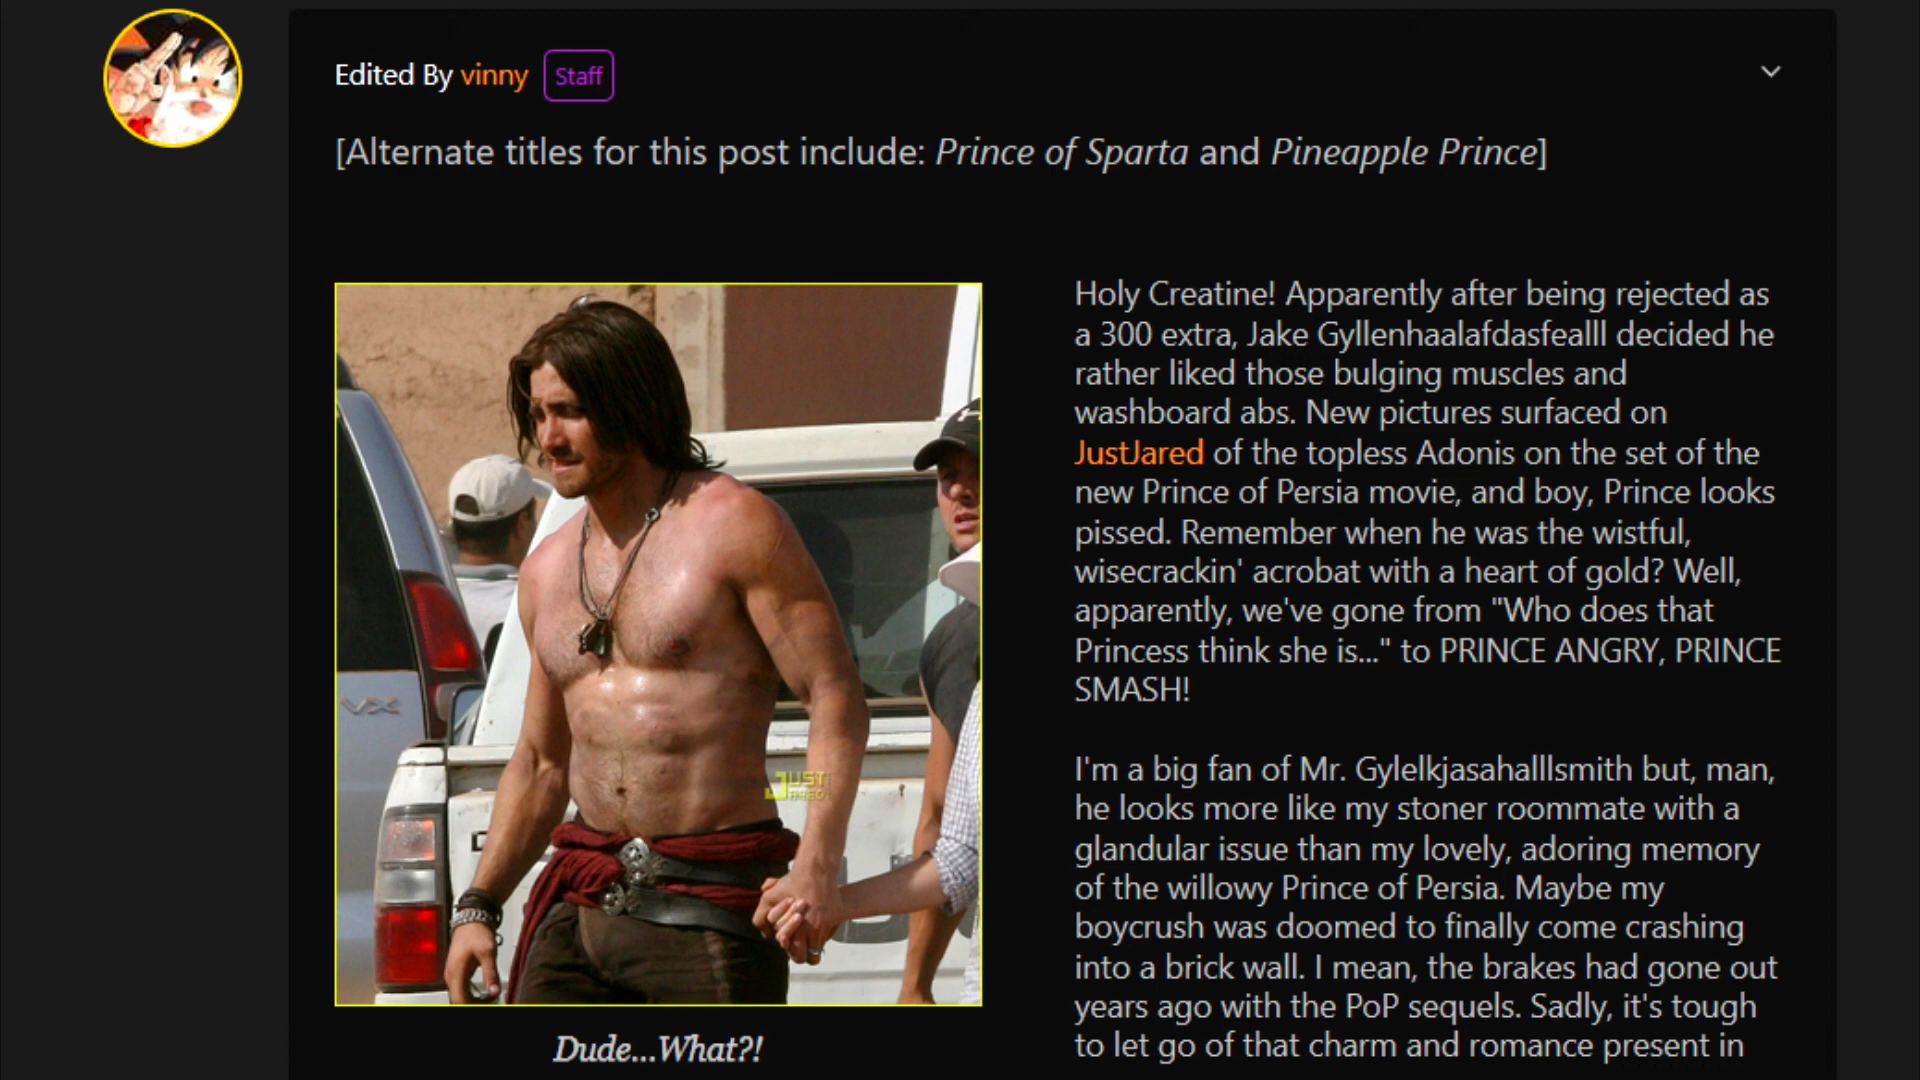 Edited By vinny Staff
[Alternate titles for this post include: Prince of Sparta and Pineapple Prince]
VX
JUST
JARED
Dude...What?!
Holy Creatine! Apparently after being rejected as
a 300 extra, Jake Gyllenhaalafdasfealll decided he
rather liked those bulging muscles and
washboard abs. New pictures surfaced on
JustJared of the topless Adonis on the set of the
new Prince of Persia movie, and boy, Prince looks
pissed. Remember when he was the wistful,
wisecrackin' acrobat with a heart of gold? Well,
apparently, we've gone from "Who does that
Princess think she is..." to PRINCE ANGRY, PRINCE
SMASH!
I'm a big fan of Mr. Gylelkjasahalllsmith but, man,
he looks more like my stoner roommate with a
glandular issue than my lovely, adoring memory
of the willowy Prince of Persia. Maybe my
boycrush was doomed to finally come crashing
into a brick wall. I mean, the brakes had gone out
years ago with the PoP sequels. Sadly, it's tough
to let go of that charm and romance present in